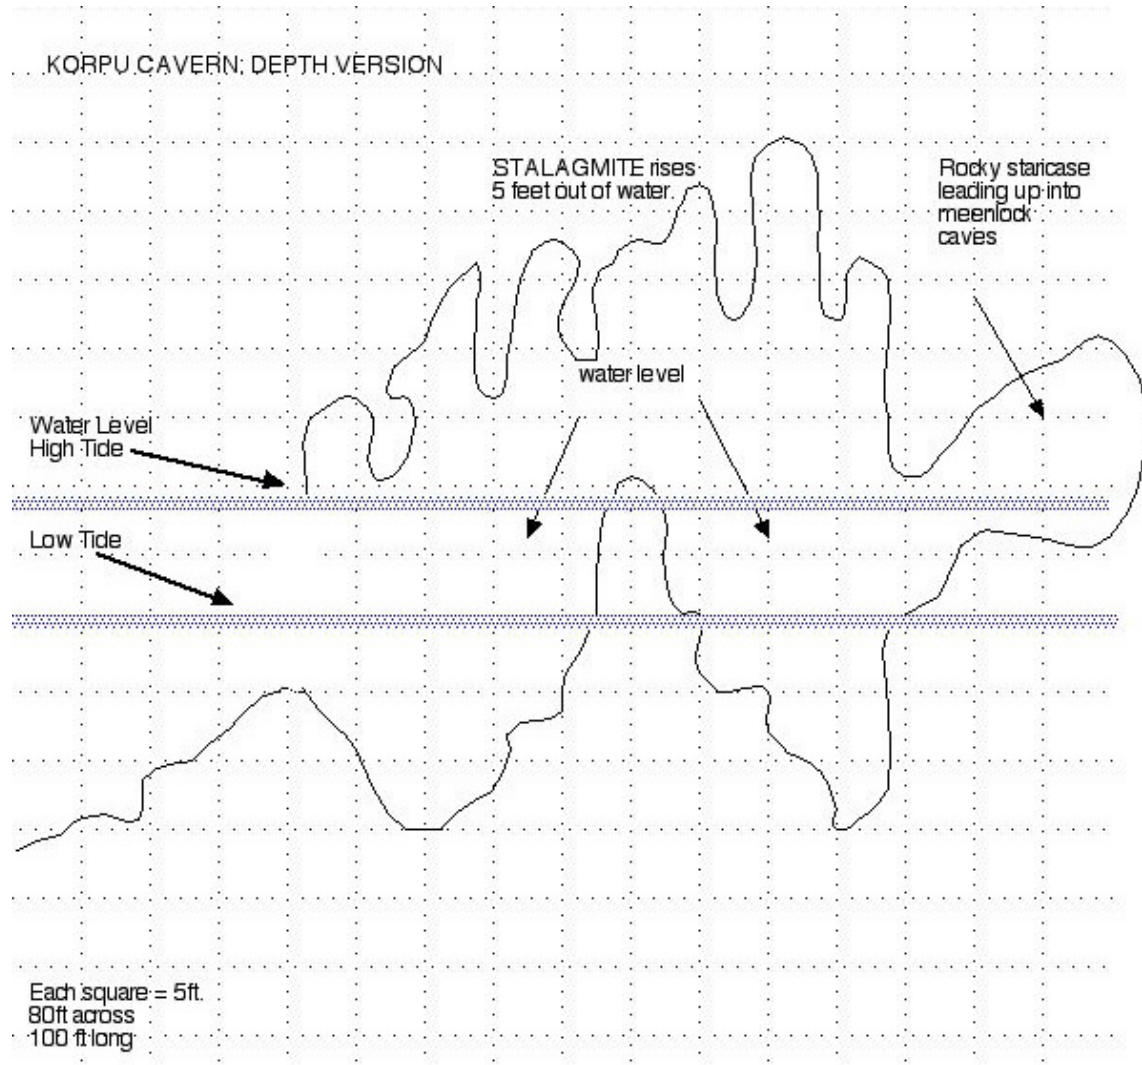 KORPU CAVERN; DEPTH VERSION
STALAGMITE rises
5 feet out of water.
Rocky staricase
leading up into
meenlock
caves
water level
Water Level
High Tide
Low Tide
Each square = 5ft.
80ft across
100 ft long